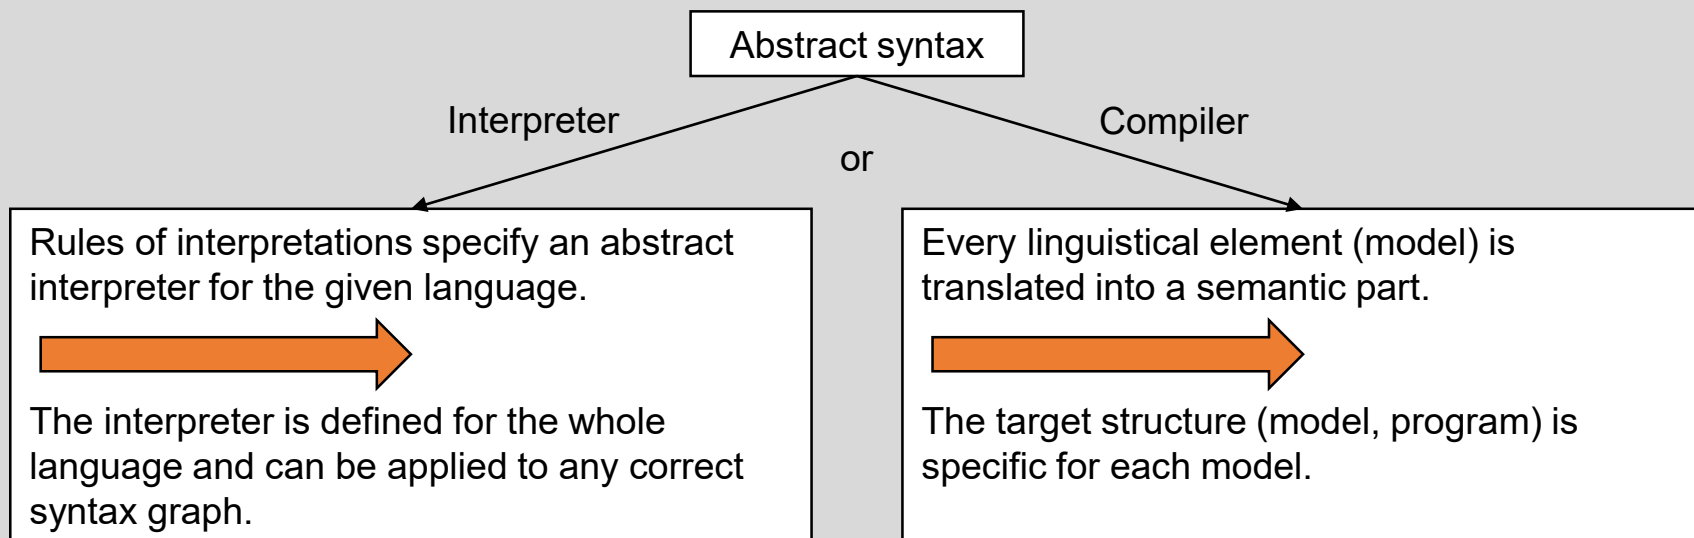 Abstract syntax
Interpreter
Compiler
or
Rules of interpretations specify an abstract
interpreter for the given language.
The interpreter is defined for the whole
language and can be applied to any correct
syntax graph.
Every linguistical element (model) is
translated into a semantic part.
The target structure (model, program) is
specific for each model.